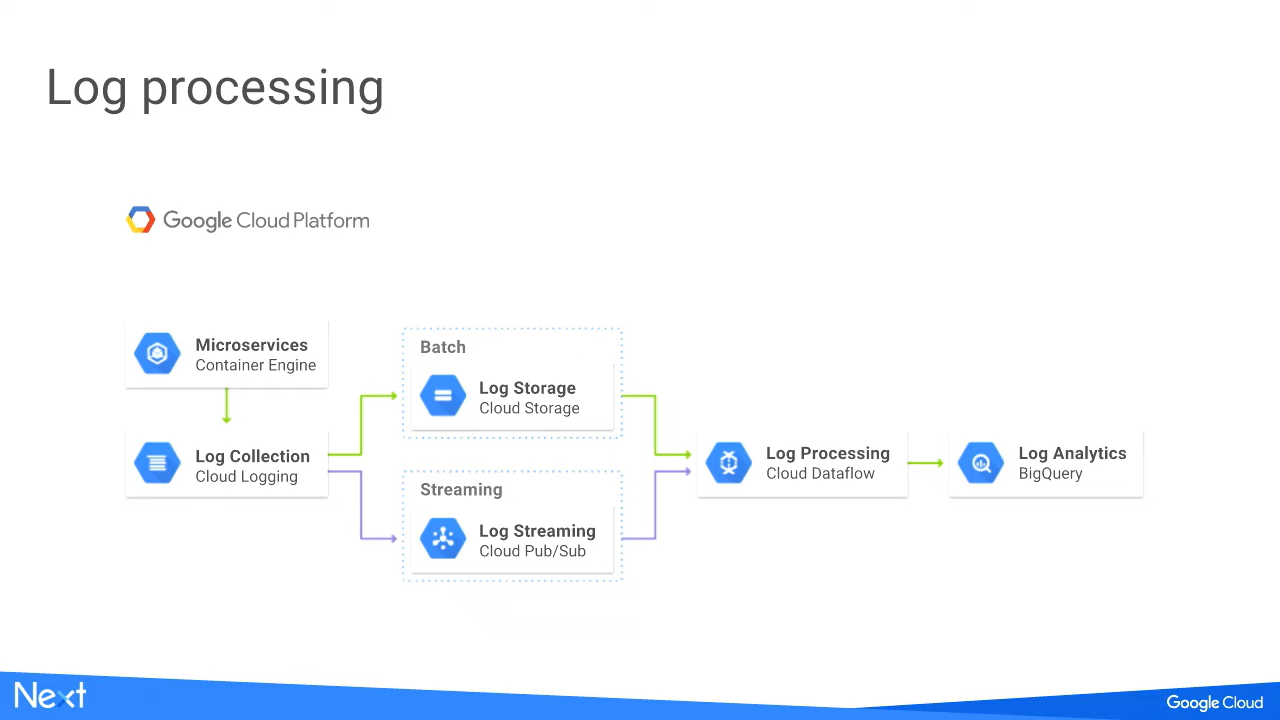 Log processing
Google Cloud Platform
Microservices
Container Engine
Log Collection
Cloud Logging
Batch
Log Storage
Cloud Storage
Streaming
Log Streaming
Cloud Pub/Sub
Log Processing
Cloud Dataflow
Log Analytics
BigQuery
Next
Google Cloud